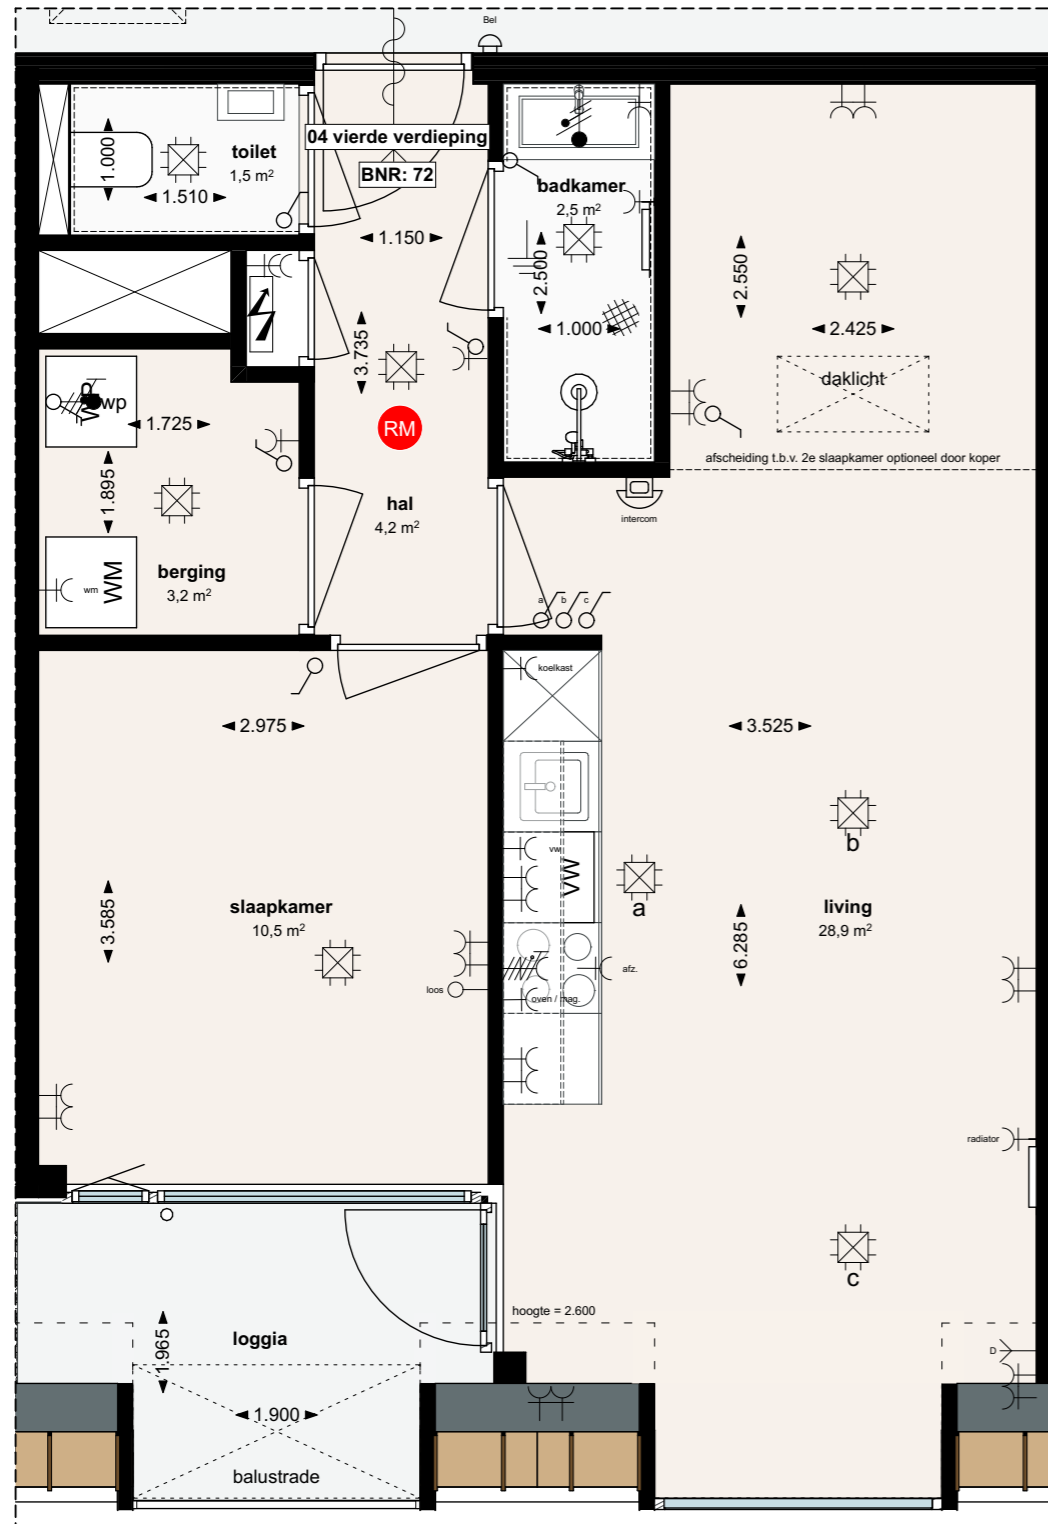 Bel
04 vierde verdieping
BNR: 72
toilet
1,5 m²
1.000
1.510
badkamer
2,5 m²
2.500
1.000
1.150
3.735
2.550
2.425
daklicht
afscheiding t.b.v. 2e slaapkamer optioneel door koper
wp
1.725
1.895
RM
hal
4,2 m²
intercom
berging
3,2 m²
WM
wm
a
b
c
koelkast
2.975
3.525
vw
VW
a
b
slaapkamer
10,5 m²
3.585
living
28,9 m²
6.285
loos
afz.
oven / mag.
radiator
c
hoogte = 2.600
loggia
1.965
D
1.900
balustrade